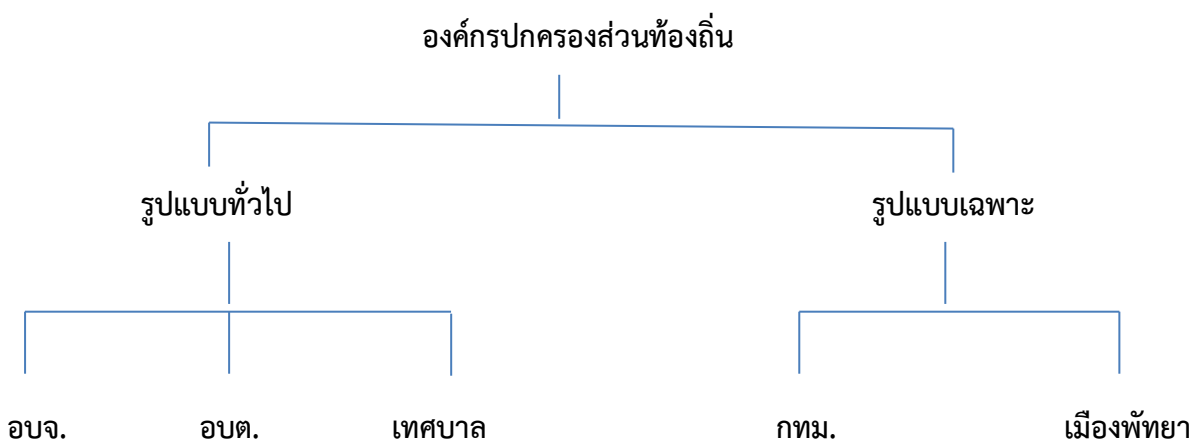 องค์กรปกครองส่วนท้องถิ่น
รูปแบบทั่วไป รูปแบบเฉพาะ
อบจ. อบต. เทศบาล กทม. เมืองพัทยา